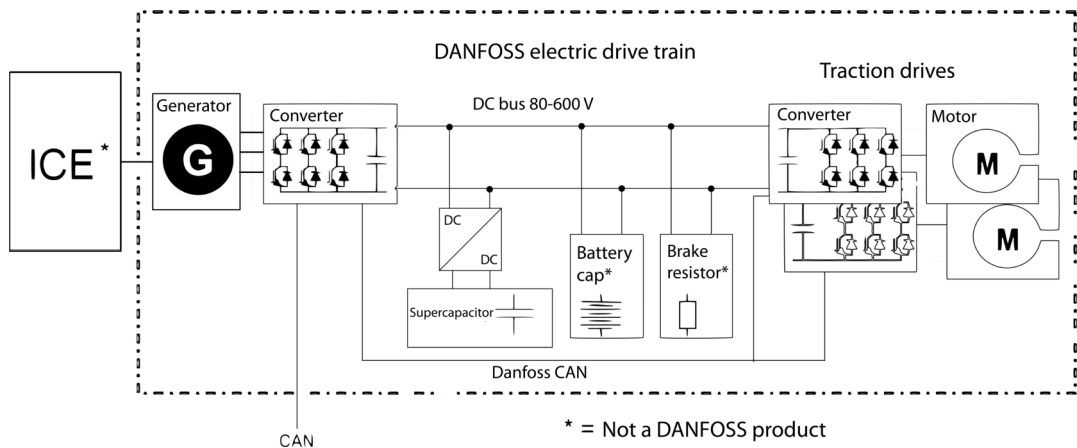 DANFOSS electric drive train
Traction drives
ICE*
Generator
G
Converter
DC bus 80-600 V
Converter
Motor
M
M
DC
DC
Supercapacitor
Battery
cap*
Brake
resistor*
Danfoss CAN
CAN
* = Not a DANFOSS product